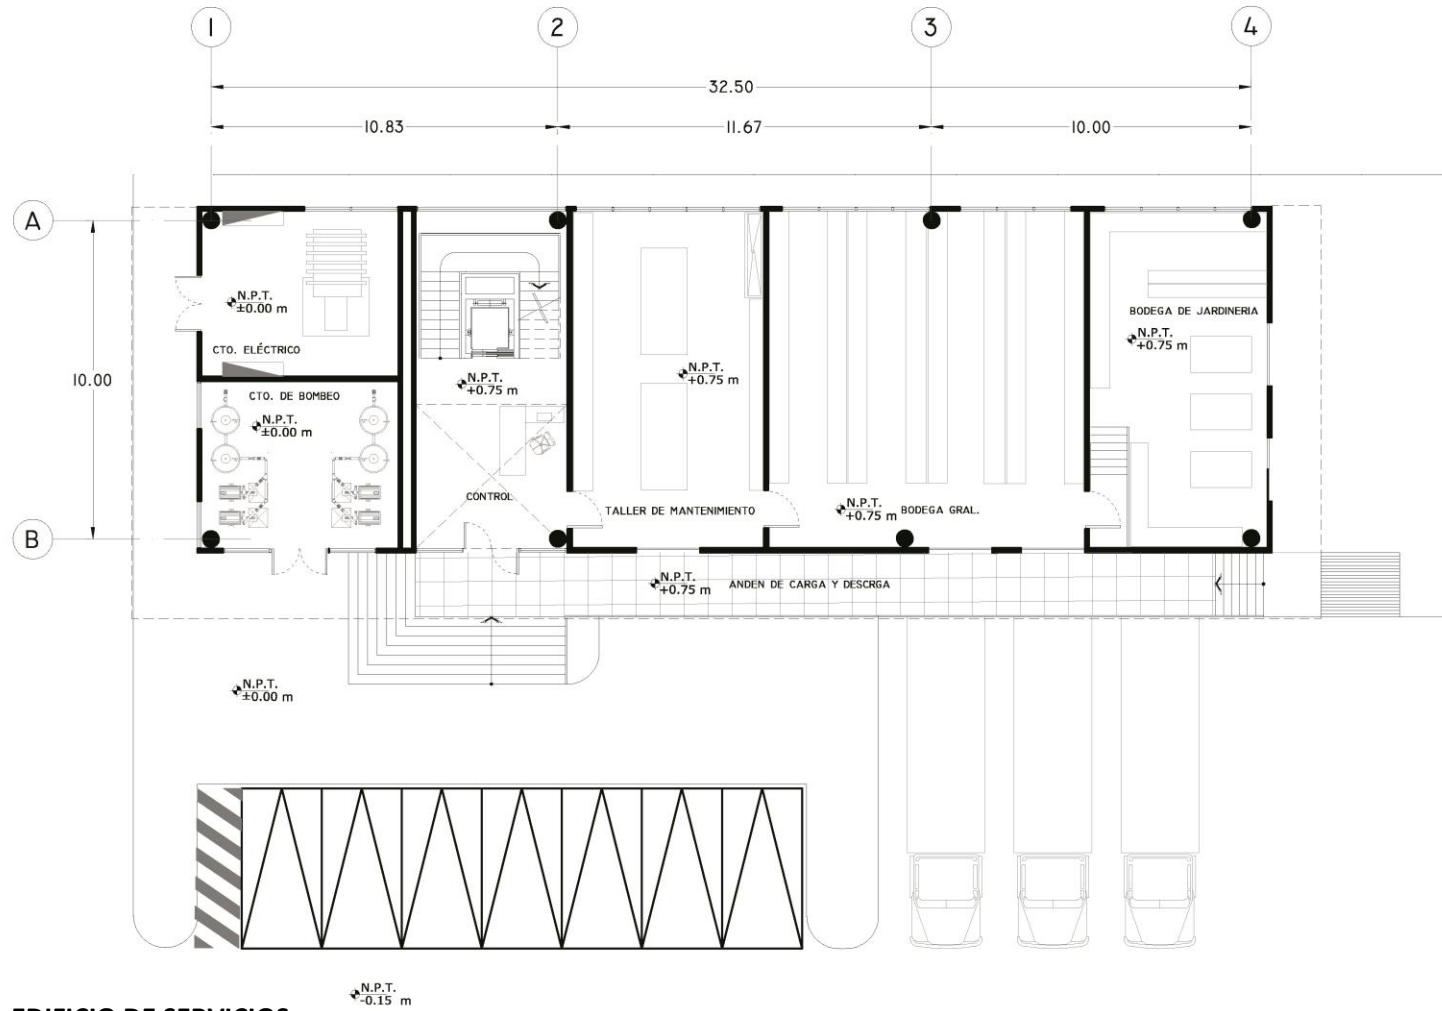 1
2
3
4
32.50
10.83
11.67
10.00
A
N.P.T.
±0.00 m
CTO. ELÉCTRICO
BODEGA DE JARDINERIA
N.P.T.
+0.75 m
N.P.T.
+0.75 m
N.P.T.
+0.75 m
10.00
CTO. DE BOMBEO
N.P.T.
±0.00 m
CONTROL
TALLER DE MANTENIMIENTO
N.P.T.
+0.75 m
BODEGA GRAL.
B
N.P.T.
+0.75 m
ANDEN DE CARGA Y DESCRGA
N.P.T.
±0.00 m
N.P.T.
-0.15 m
EDIFICIO DE SERVICIOS